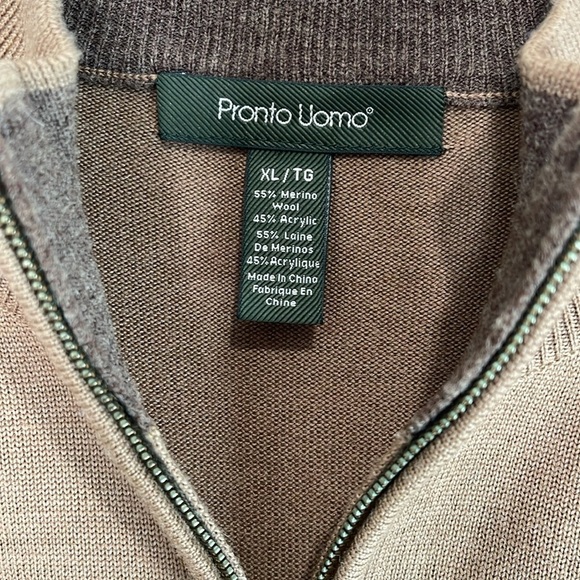 Pronto Uomo®
XL / TG
55% Merino
Wool
45% Acrylic
55% Laine
De Merinos
45% Acrylique
Made In China
Fabrique En
Chine